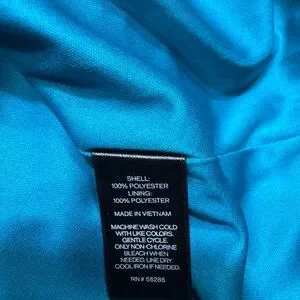 SHELL:
100% POLYESTER
LINING:
100% POLYESTER
MADE IN VIETNAM
MACHINE WASH COLD
WITH LIKE COLORS.
GENTLE CYCLE.
ONLY NON-CHLORINE
BLEACH WHEN
NEEDED. LINE DRY.
COOL IRON IF NEEDED.
RN# 65285